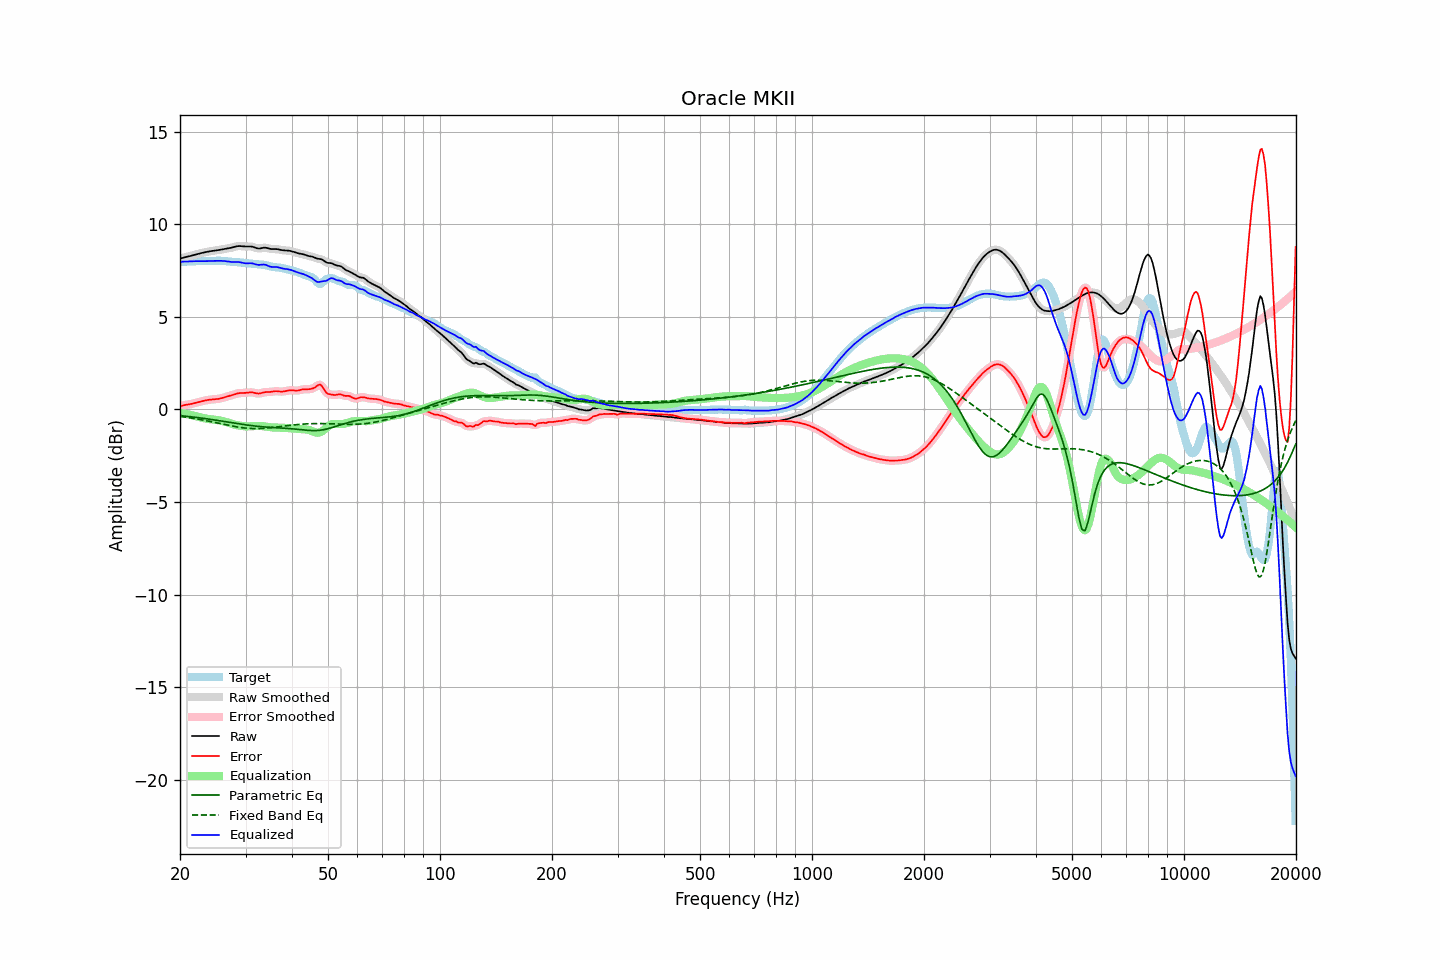 Oracle MKII
15
10
5
0
−5
−10
−15
−20
Amplitude (dBr)
Target
Raw Smoothed
Error Smoothed
Raw
Error
Equalization
Parametric Eq
Fixed Band Eq
Equalized
20 50 100 200 500 1000 2000 5000 10000 20000
Frequency (Hz)